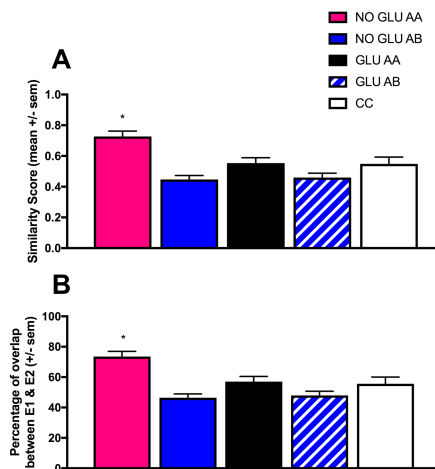 NO GLU AA
NO GLU AB
GLU AA
GLU AB
CC
A
Similarity Score (mean +/- sem)
1.0
0.8
0.6
0.4
0.2
0.0
*
B
Percentage of overlap
between E1 & E2 (+/- sem)
100
80
60
40
20
0
*